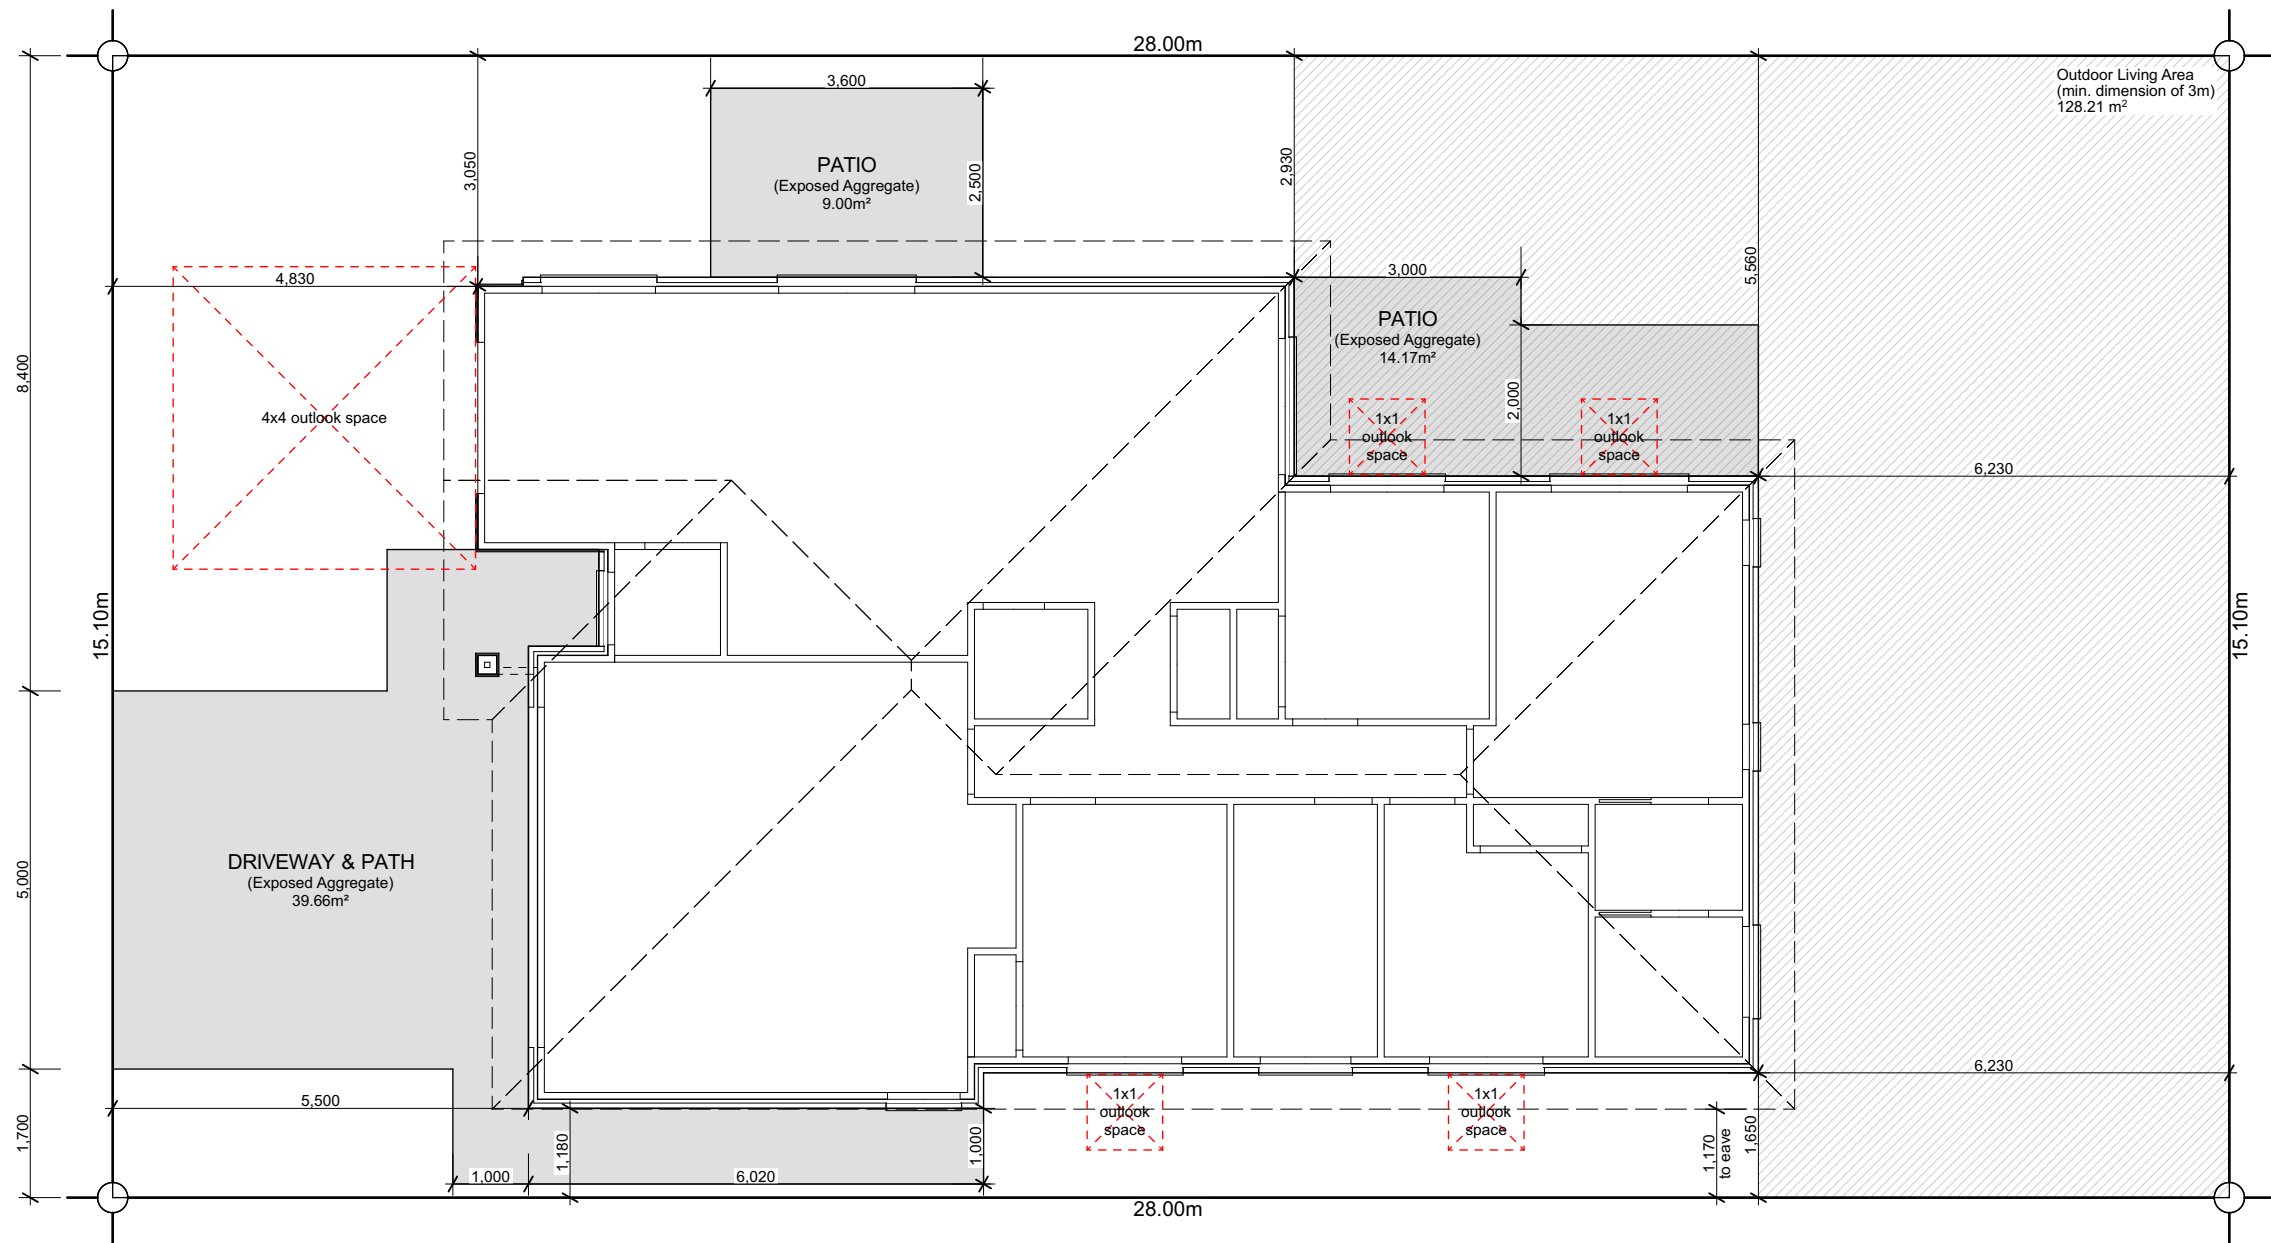 28.00m
Outdoor Living Area
(min. dimension of 3m)
128.21 m²
3,600
PATIO
(Exposed Aggregate)
9.00m²
3,050
2,500
2,930
5,560
4,830
3,000
PATIO
(Exposed Aggregate)
14.17m²
8,400
4x4 outlook space
2,000
1x1
outlook
space
1x1
outlook
space
6,230
15.10m
15.10m
DRIVEWAY & PATH
(Exposed Aggregate)
39.66m²
5,000
6,230
5,500
1,700
1,180
1,000
1x1
outlook
space
1x1
outlook
space
1,170
to eave
1,650
1,000
6,020
28.00m